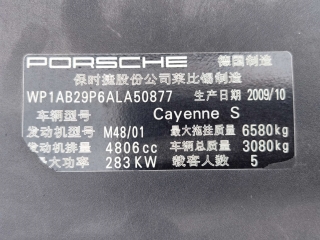 PORSCHE 德国制造
保时捷股份公司莱比锡制造
WP1AB29P6ALA50877 生产日期 2009/10
车辆型号 Cayenne S
发动机型号 M48/01 最大拖挂质量 6580kg
发动机排量 4806cc 车辆总质量 3080kg
最大功率 283KW 载客人数 5